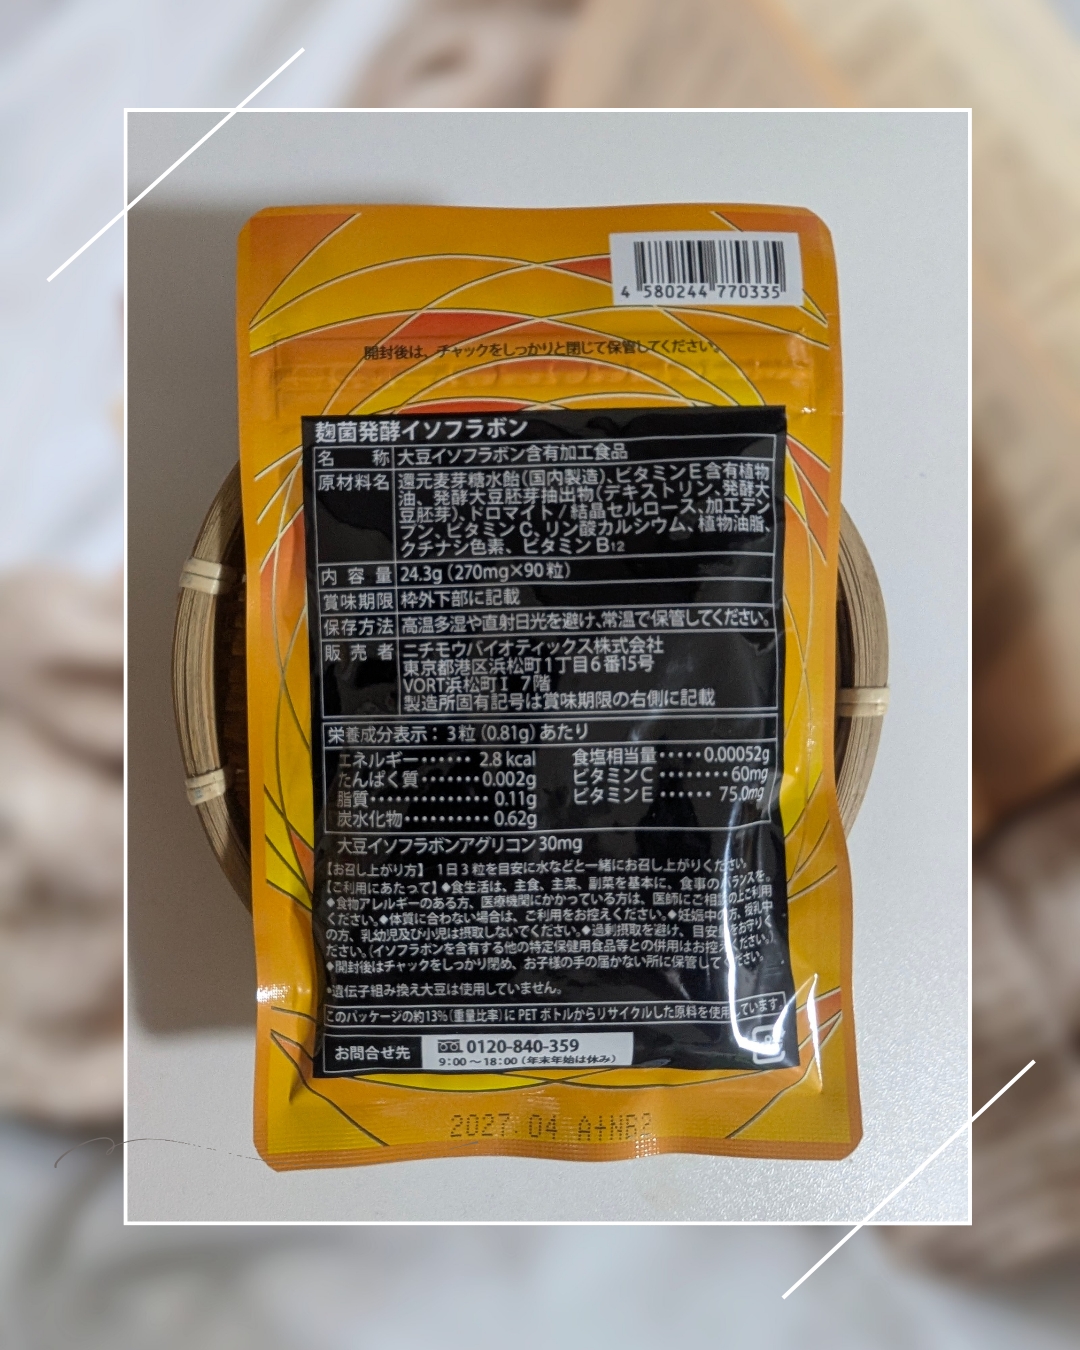 4 580244 770335
開封後は、チャックをしっかりと閉じて保管してください。
麹菌発酵イソフラボン
名 称 大豆イソフラボン含有加工食品
原材料名 還元麦芽糖水飴(国内製造)、ビタミンE含有植物
油、発酵大豆胚芽抽出物(デキストリン、発酵大
豆胚芽)、ドロマイト/結晶セルロース、加工デン
プン、ビタミンC、リン酸カルシウム、植物油脂、
クチナシ色素、ビタミンB12
内容量 24.3g(270mg×90粒)
賞味期限 枠外下部に記載
保存方法 高温多湿や直射日光を避け、常温で保管してください。
販売者 ニチモウバイオティックス株式会社
東京都港区浜松町1丁目6番15号
VORT浜松町Ⅰ 7階
製造所固有記号は賞味期限の右側に記載
栄養成分表示:3粒(0.81g)あたり
エネルギー・・・・・・ 2.8kcal 食塩相当量・・・・・0.00052g
たんぱく質・・・・・・・0.002g ビタミンC・・・・・・・・60mg
脂質・・・・・・・・・・・・・0.11g ビタミンE・・・・・・75.0mg
炭水化物・・・・・・・・・・・0.62g
大豆イソフラボンアグリコン30mg
【お召し上がり方】 1日3粒を目安に水などと一緒にお召し上がりください。
【ご利用にあたって】◆食生活は、主食、主菜、副菜を基本に、食事のバランスを。
◆食物アレルギーのある方、医療機関にかかっている方は、医師にご相談の上ご利用
ください。◆体質に合わない場合は、ご利用をお控えください。◆妊娠中の方、授乳中
の方、乳幼児及び小児は摂取しないでください。◆過剰摂取を避け、目安量をお守りく
ださい。(イソフラボンを含有する他の特定保健用食品等との併用はお控えください。)
◆開封後はチャックをしっかり閉め、お子様の手の届かない所に保管してください。
•遺伝子組み換え大豆は使用していません。
このパッケージの約13%(重量比率)にPETボトルからリサイクルした原料を使用しています。
お問合せ先 0120-840-359
9:00~18:00(年末年始は休み)
プラ
2027.04 A+NB2